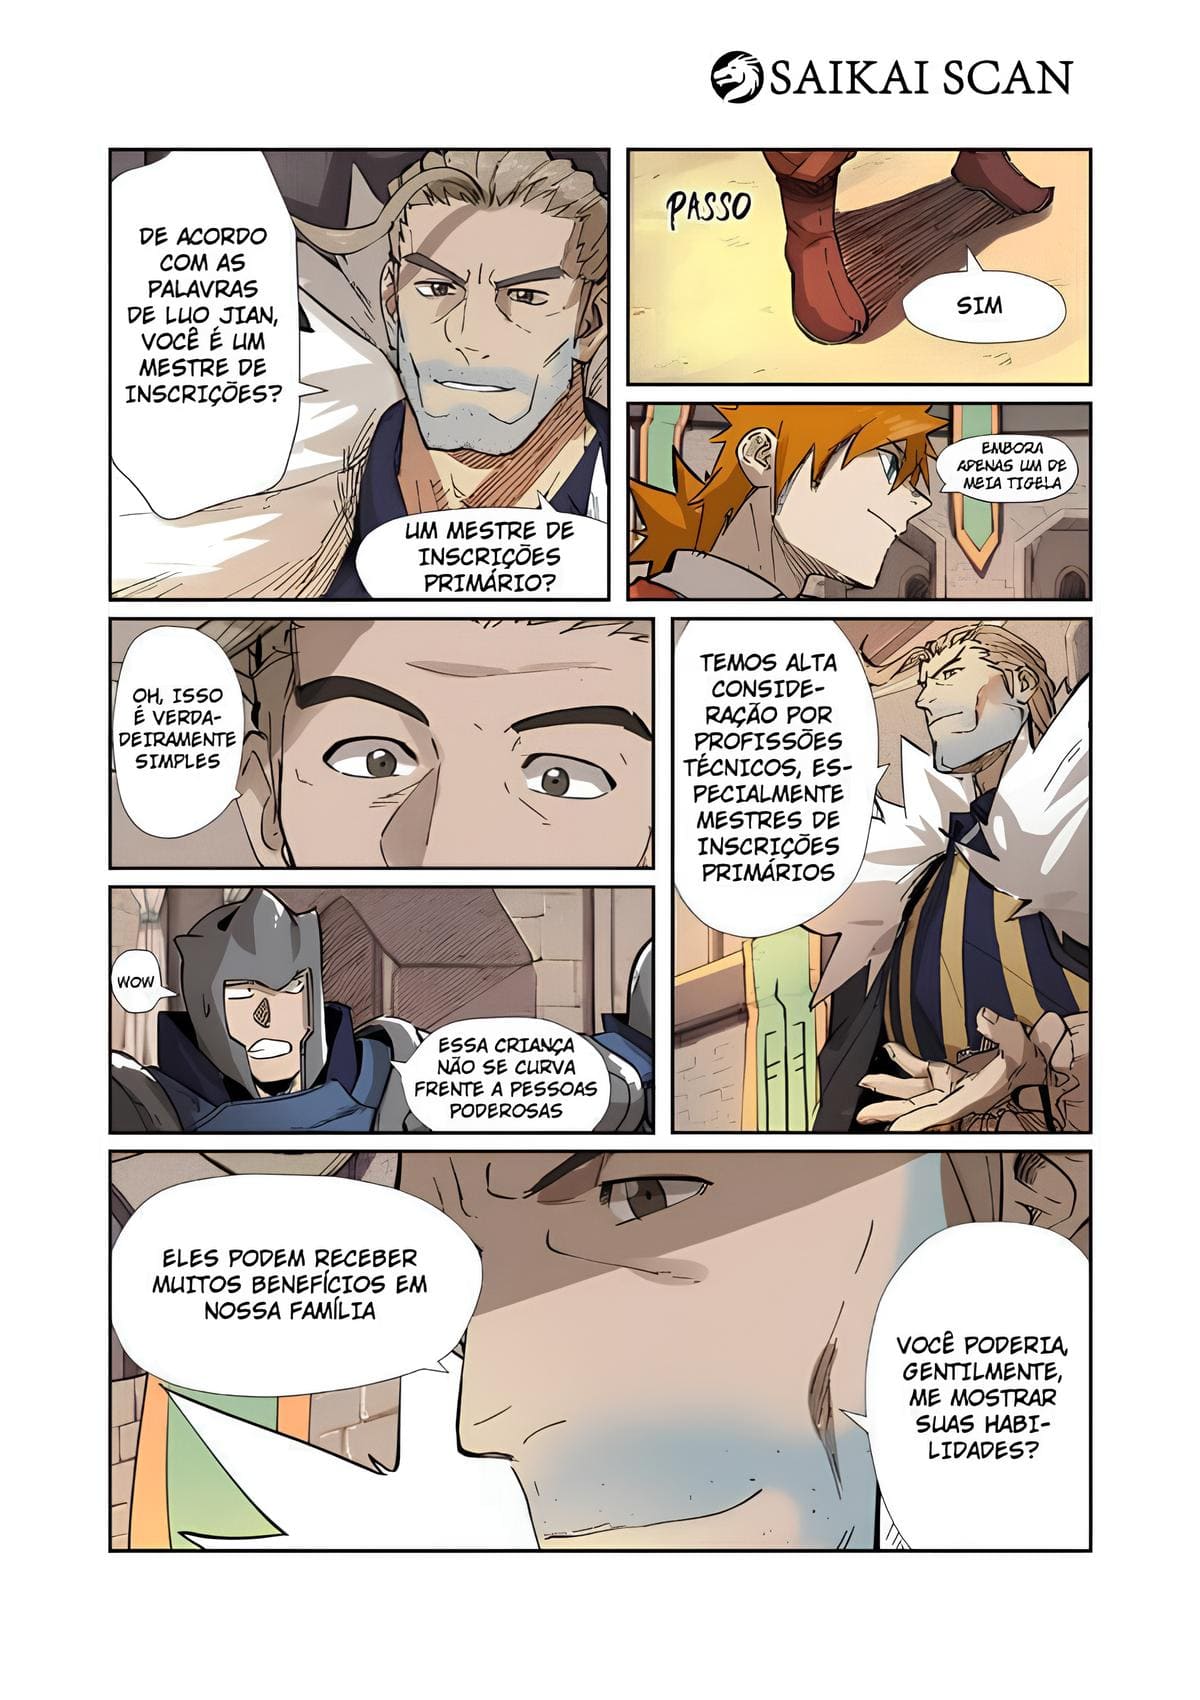 SAIKAI SCAN
DE ACORDO
COM AS
PALAVRAS
DE LUO JIAN,
VOCÊ É UM
MESTRE DE
INSCRIÇÕES?
UM MESTRE DE
INSCRIÇÕES
PRIMÁRIO?
PASSO
SIM
EMBORA
APENAS UM DE
MEIA TIGELA
OH, ISSO
É VERDA-
DEIRAMENTE
SIMPLES
TEMOS ALTA
CONSIDE-
RAÇÃO POR
PROFISSÕES
TÉCNICOS, ES-
PECIALMENTE
MESTRES DE
INSCRIÇÕES
PRIMÁRIOS
WOW
ESSA CRIANÇA
NÃO SE CURVA
FRENTE A PESSOAS
PODEROSAS
ELES PODEM RECEBER
MUITOS BENEFÍCIOS EM
NOSSA FAMÍLIA
VOCÊ PODERIA,
GENTILMENTE,
ME MOSTRAR
SUAS HABI-
LIDADES?